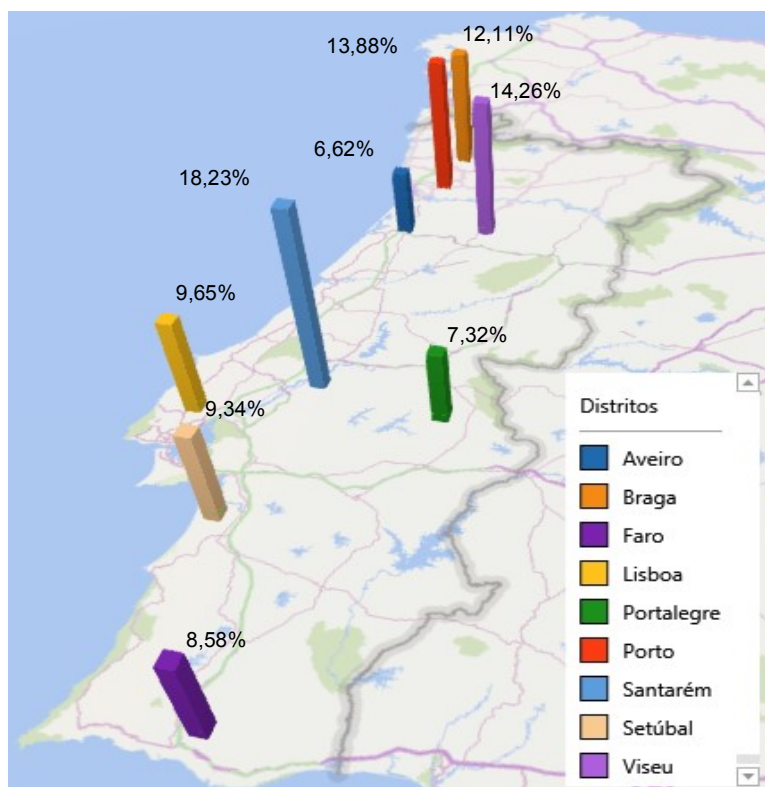 12,11%
13,88%
14,26%
6,62%
18,23%
9,65%
7,32%
9,34%
8,58%
Distritos
Aveiro
Braga
Faro
Lisboa
Portalegre
Porto
Santarém
Setúbal
Viseu